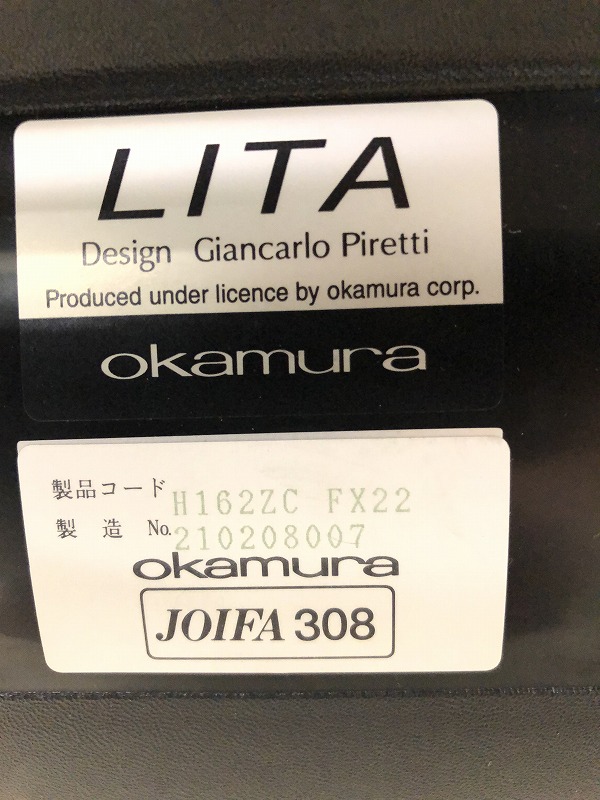 LITA
Design Giancarlo Piretti
Produced under licence by okamura corp.
okamura
製品コード H162ZC FX22
製 造 No. 210208007
okamura
JOIFA 308